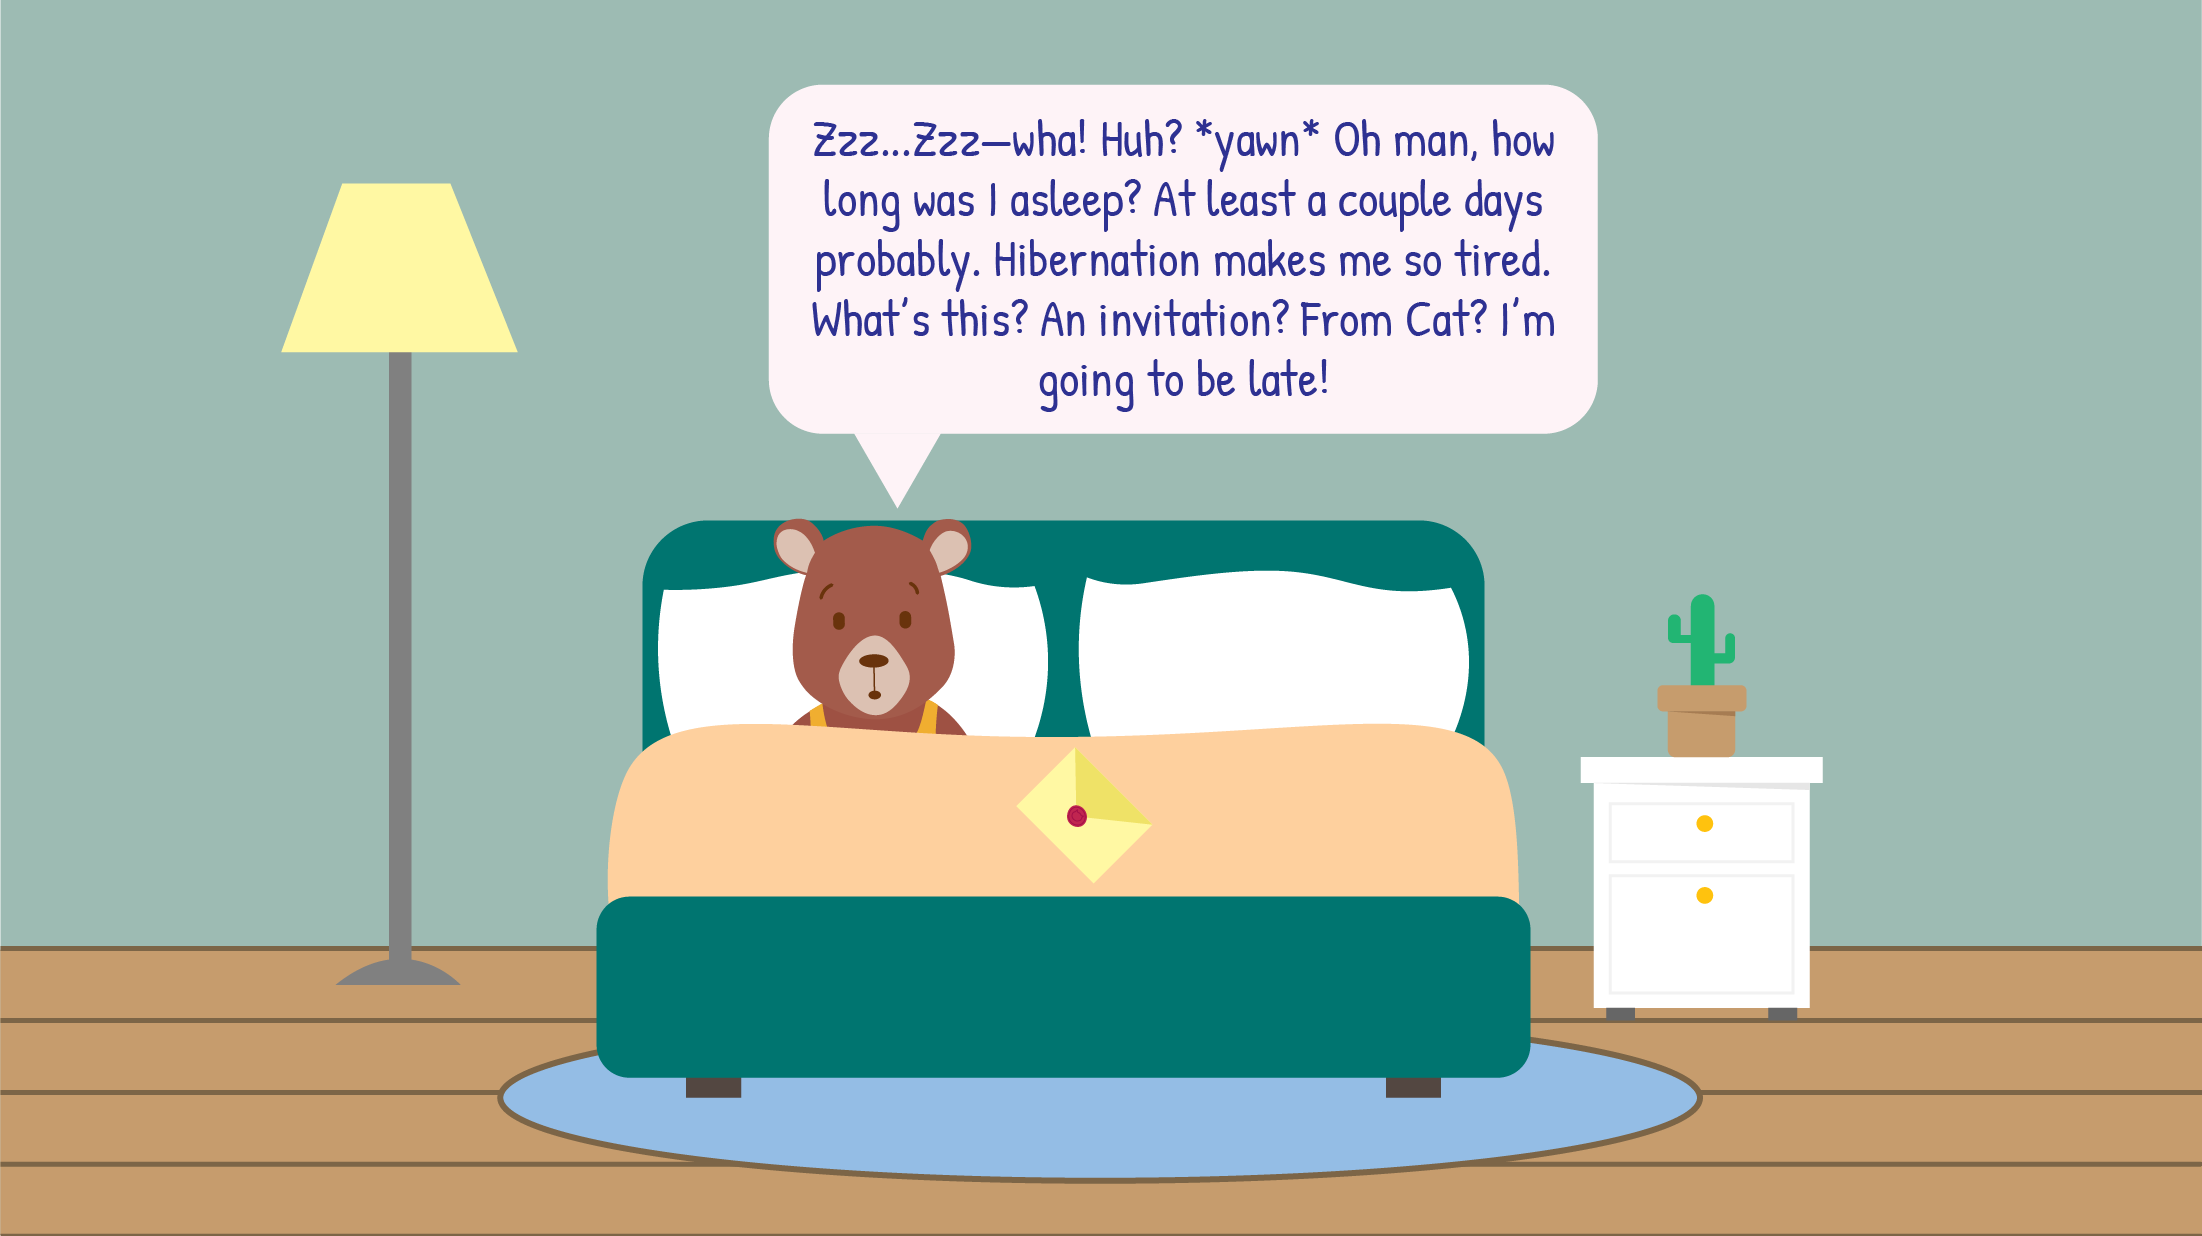 Zzz...Zzz—wha! Huh? *yawn* Oh man, how
long was I asleep? At least a couple days
probably. Hibernation makes me so tired.
What's this? An invitation? From Cat? I'm
going to be late!